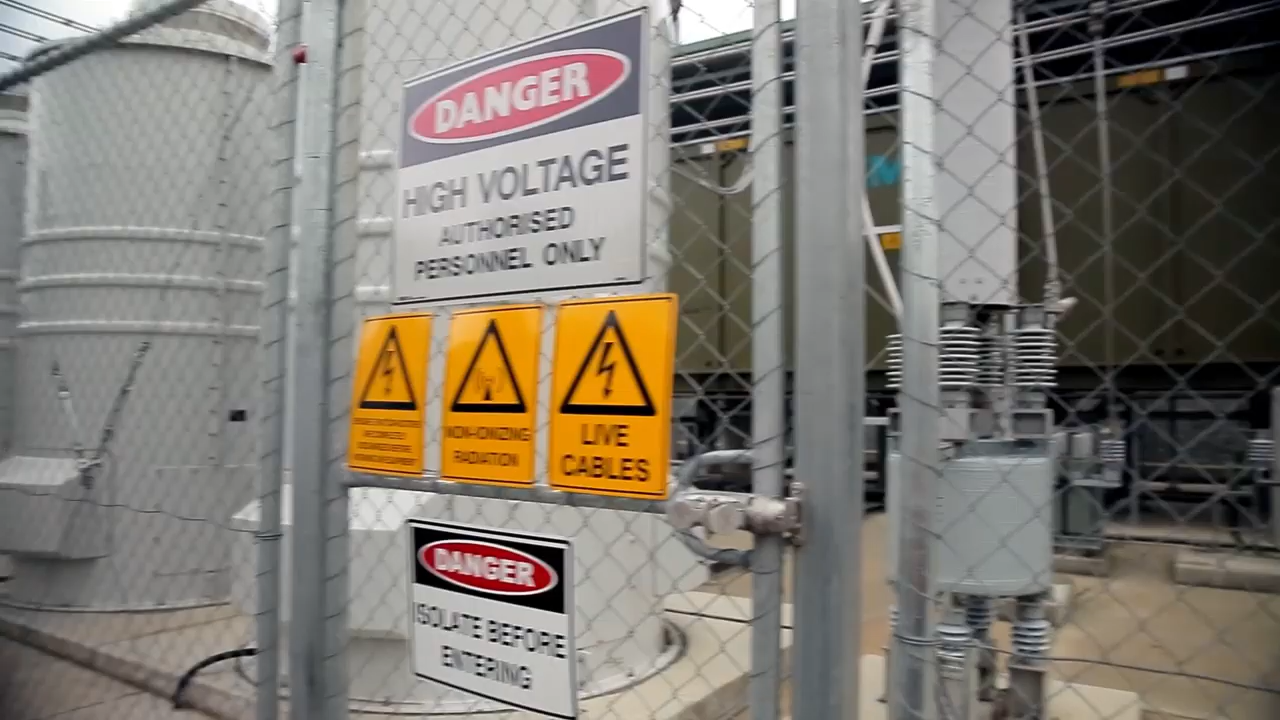 DANGER
HIGH VOLTAGE
AUTHORISED
PERSONNEL ONLY
NON-IONIZING
RADIATION
LIVE
CABLES
DANGER
ISOLATE BEFORE
ENTERING